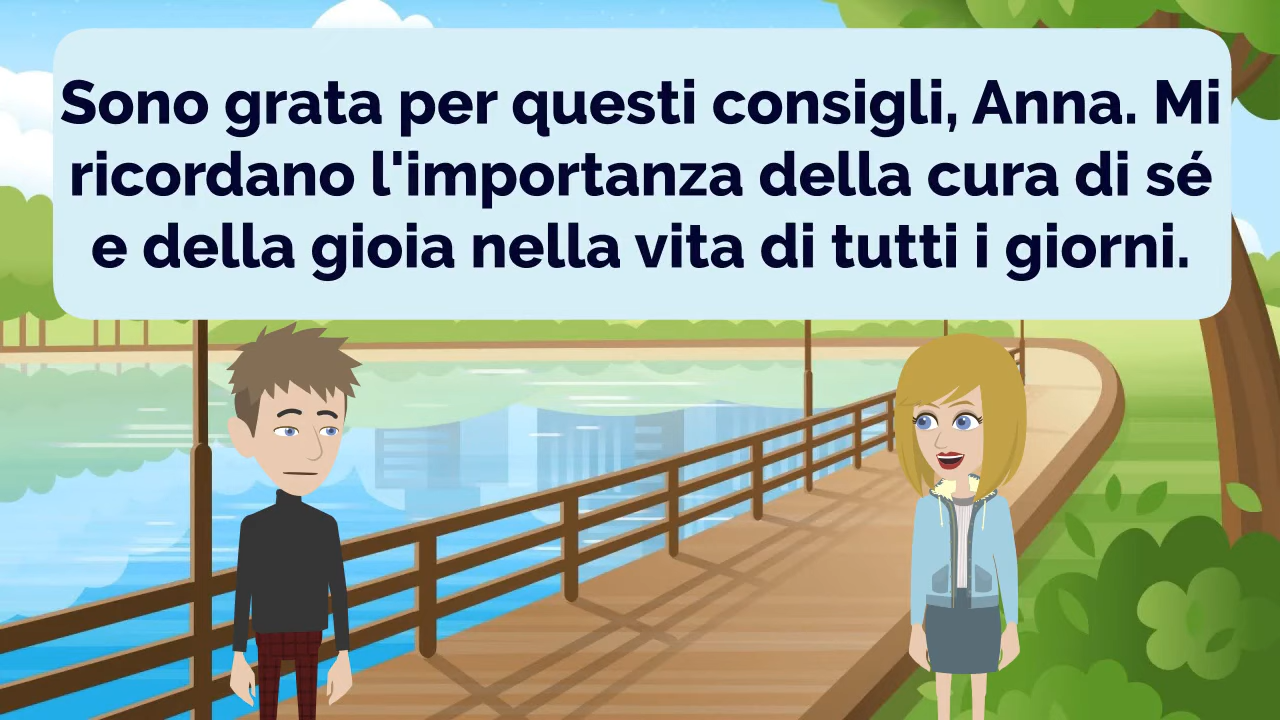 Sono grata per questi consigli, Anna. Mi
ricordano l'importanza della cura di sé
e della gioia nella vita di tutti i giorni.